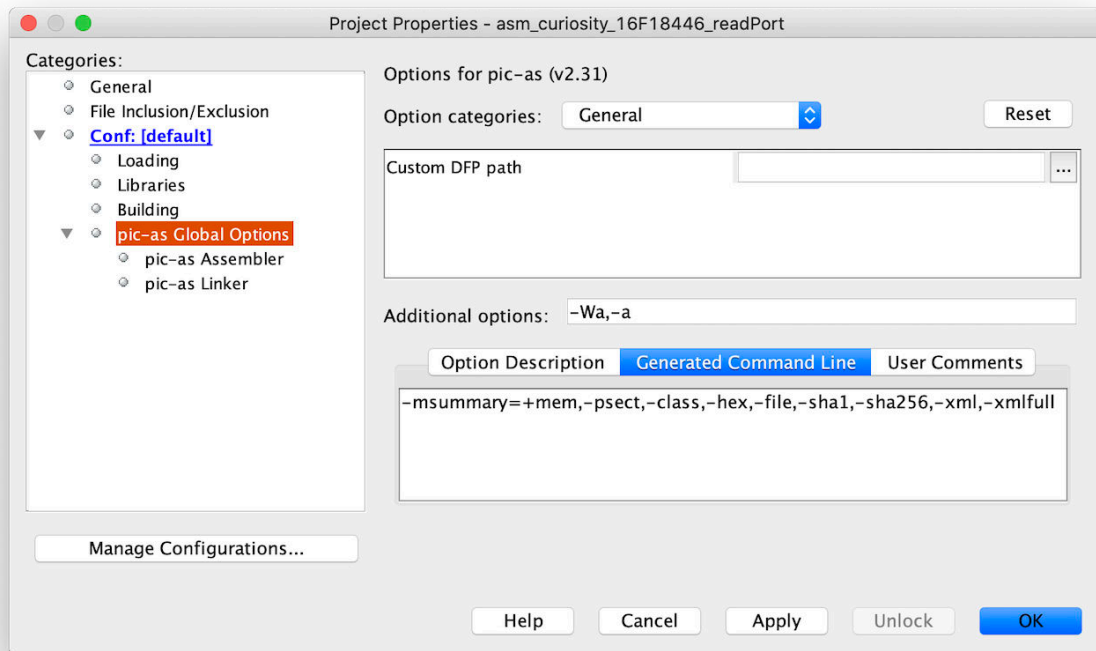 Project Properties - asm_curiosity_16F18446_readPort
Categories:
General
File Inclusion/Exclusion
Conf: [default]
Loading
Libraries
Building
pic-as Global Options
pic-as Assembler
pic-as Linker
Manage Configurations...
Options for pic-as (v2.31)
Option categories: General Reset
Custom DFP path ...
Additional options: -Wa,-a
Option Description Generated Command Line User Comments
-msummary=+mem,-psect,-class,-hex,-file,-sha1,-sha256,-xml,-xmlfull
Help Cancel Apply Unlock OK